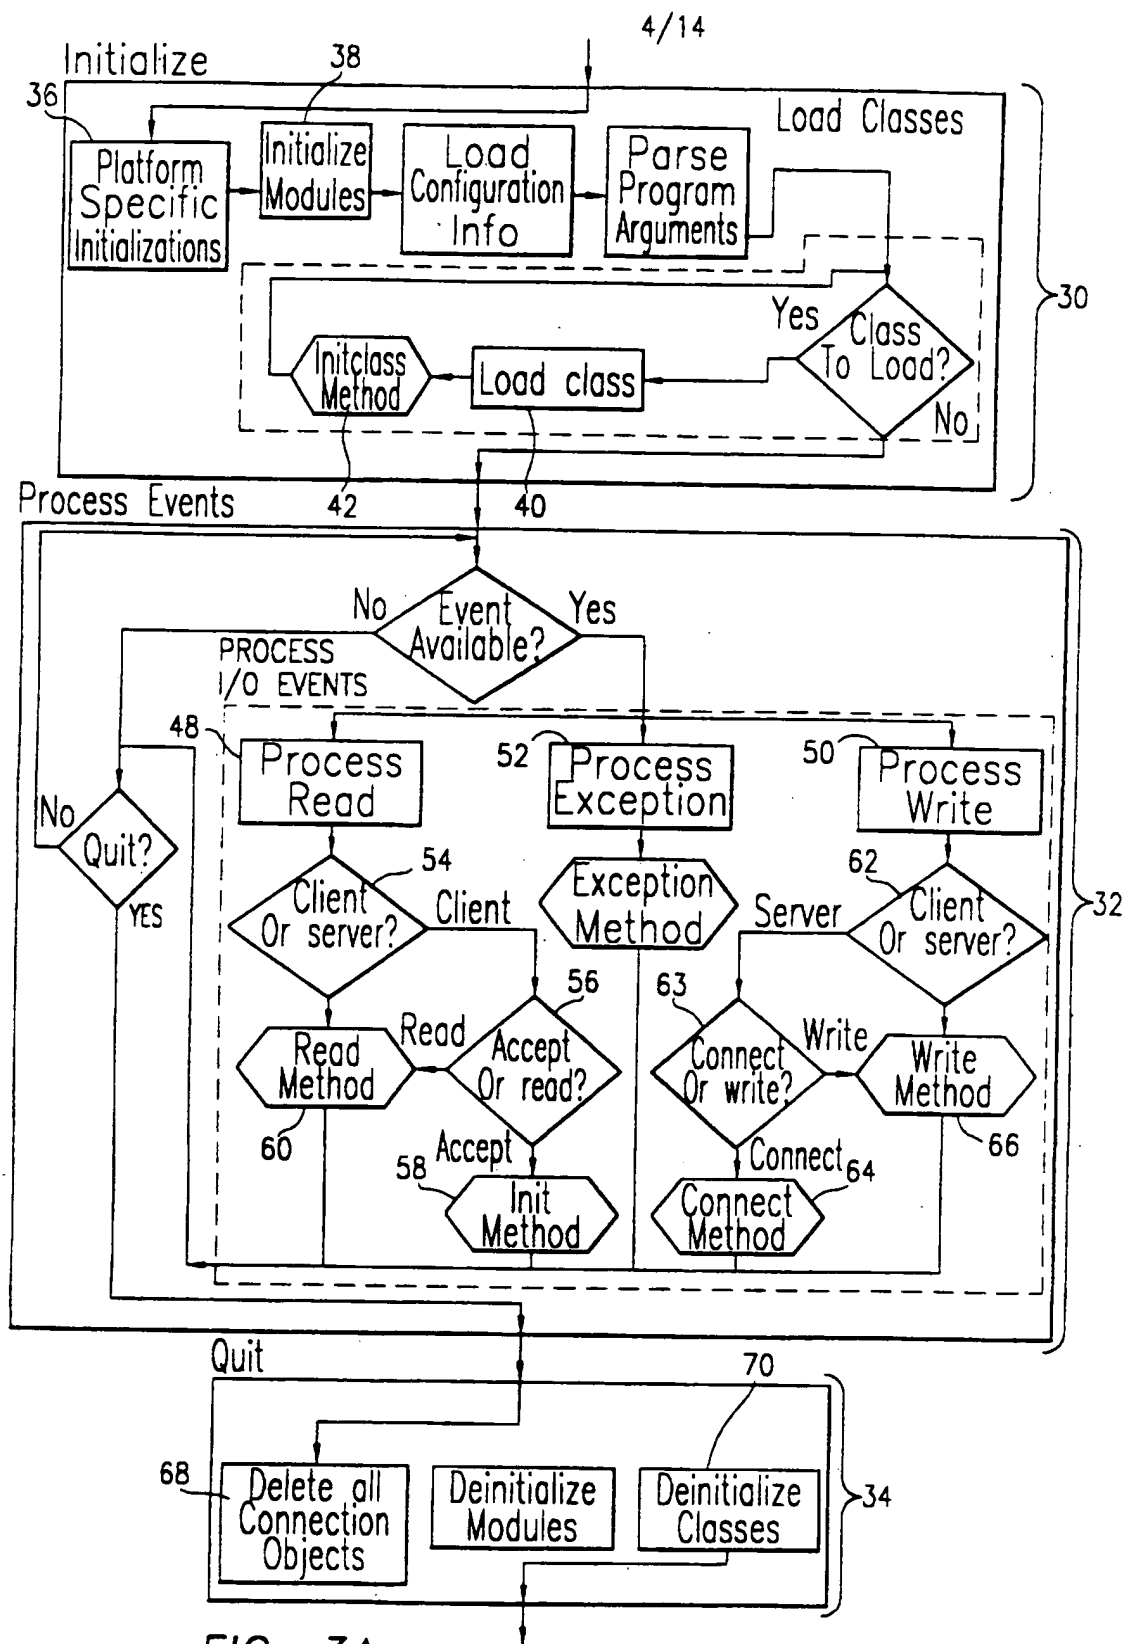 4/14
Initialize
38
36
Load Classes
Platform
Specific
Initializations
Initialize
Modules
Load
Configuration
Info
Parse
Program
Arguments
30
Yes
Class
To Load?
No
Initclass
Method
Load class
42
40
Process Events
No
Event
Available?
Yes
PROCESS
/O EVENTS
48
Process
Read
52
Process
Exception
50
Process
Write
No
Quit?
YES
54
Client
Or server?
Client
Exception
Method
62
Server
Client
Or server?
32
56
63
Read
Method
Read
Accept
Or read?
Connect
Or write?
Write
Write
Method
60
66
Accept
58
Init
Method
Connect
64
Connect
Method
Quit
70
68
Delete all
Connection
Objects
Deinitialize
Modules
Deinitialize
Classes
34
FIG. 3A